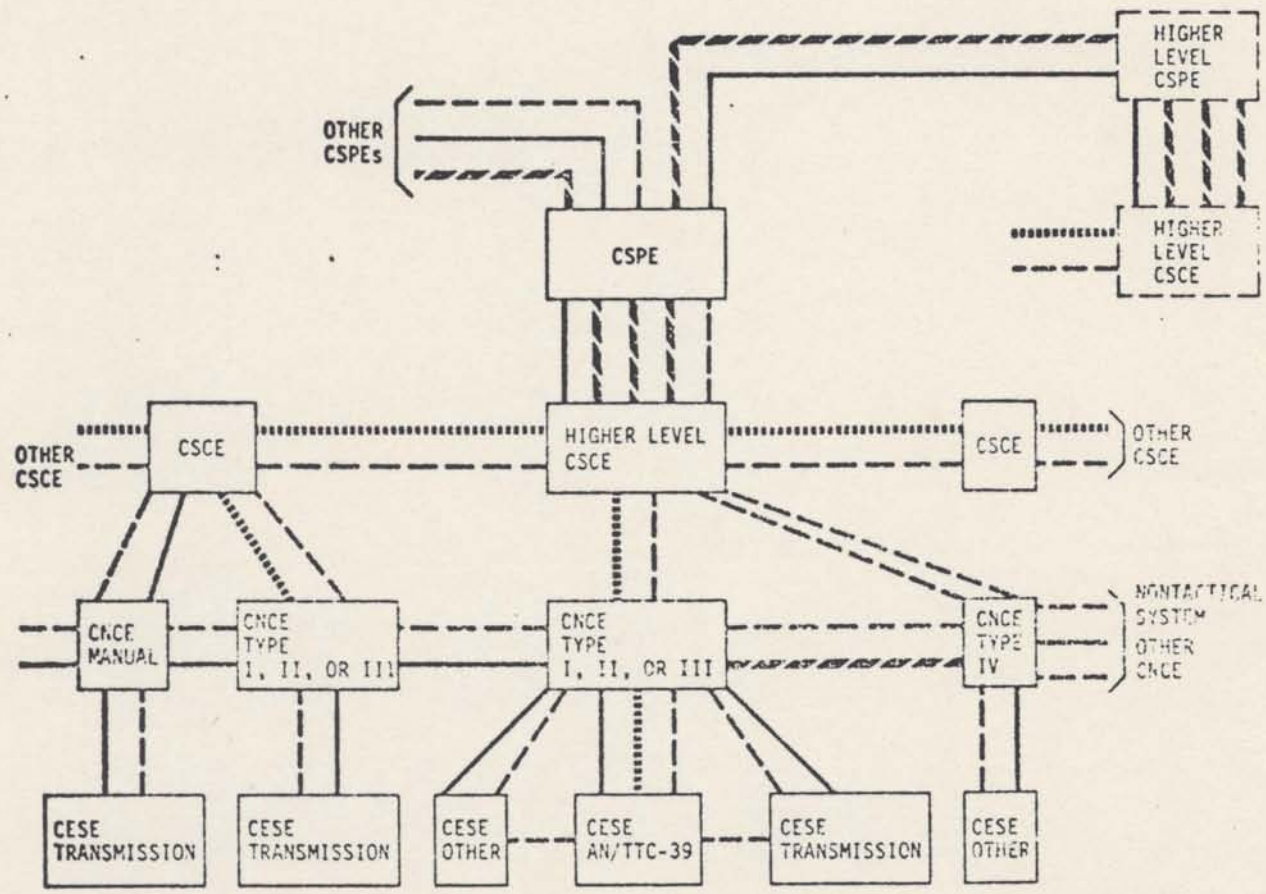 HIGHER
LEVEL
CSPE
OTHER
CSPEs
HIGHER
LEVEL
CSCE
CSPE
OTHER
CSCE
CSCE
HIGHER LEVEL
CSCE
CSCE
OTHER
CSCE
CNCE
MANUAL
CNCE
TYPE
I, II, OR III
CNCE
TYPE
I, II, OR III
CNCE
TYPE
IV
NONTACTICAL
SYSTEM
OTHER
CNCE
CESE
TRANSMISSION
CESE
TRANSMISSION
CESE
OTHER
CESE
AN/TTC-39
CESE
TRANSMISSION
CESE
OTHER